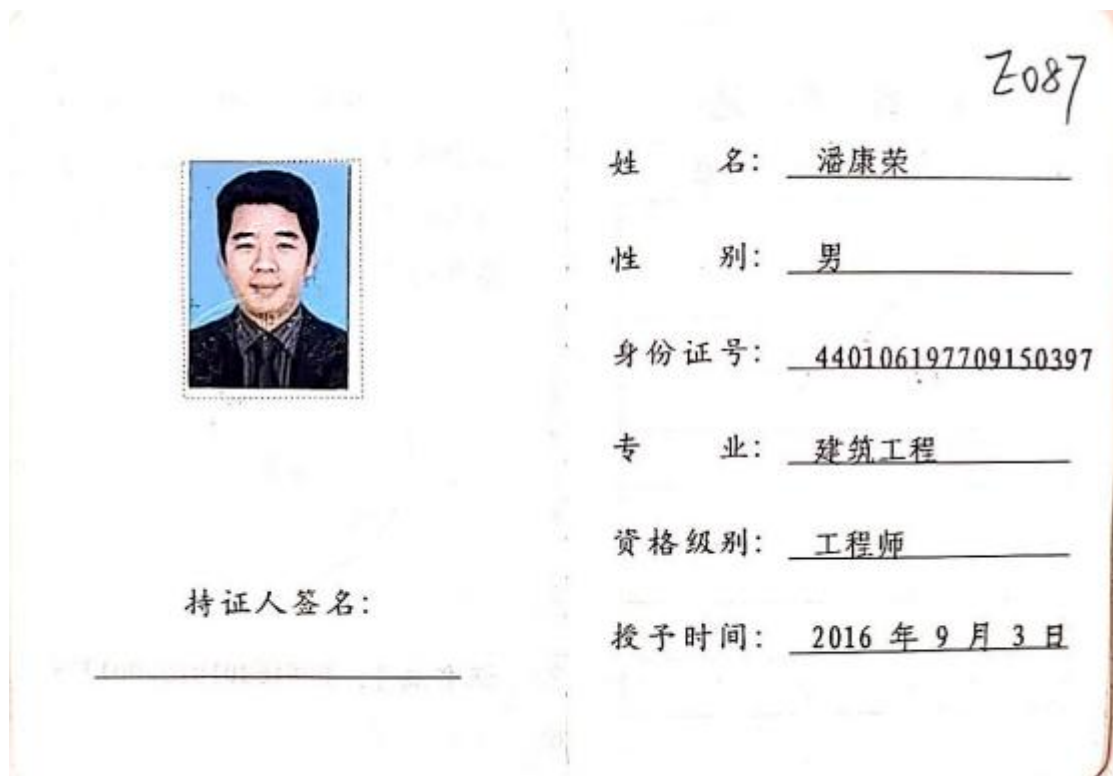 Z087
姓名：潘康荣
性别：男
身份证号：440106197709150397
专业：建筑工程
资格级别：工程师
持证人签名：
授予时间：2016 年 9 月 3 日